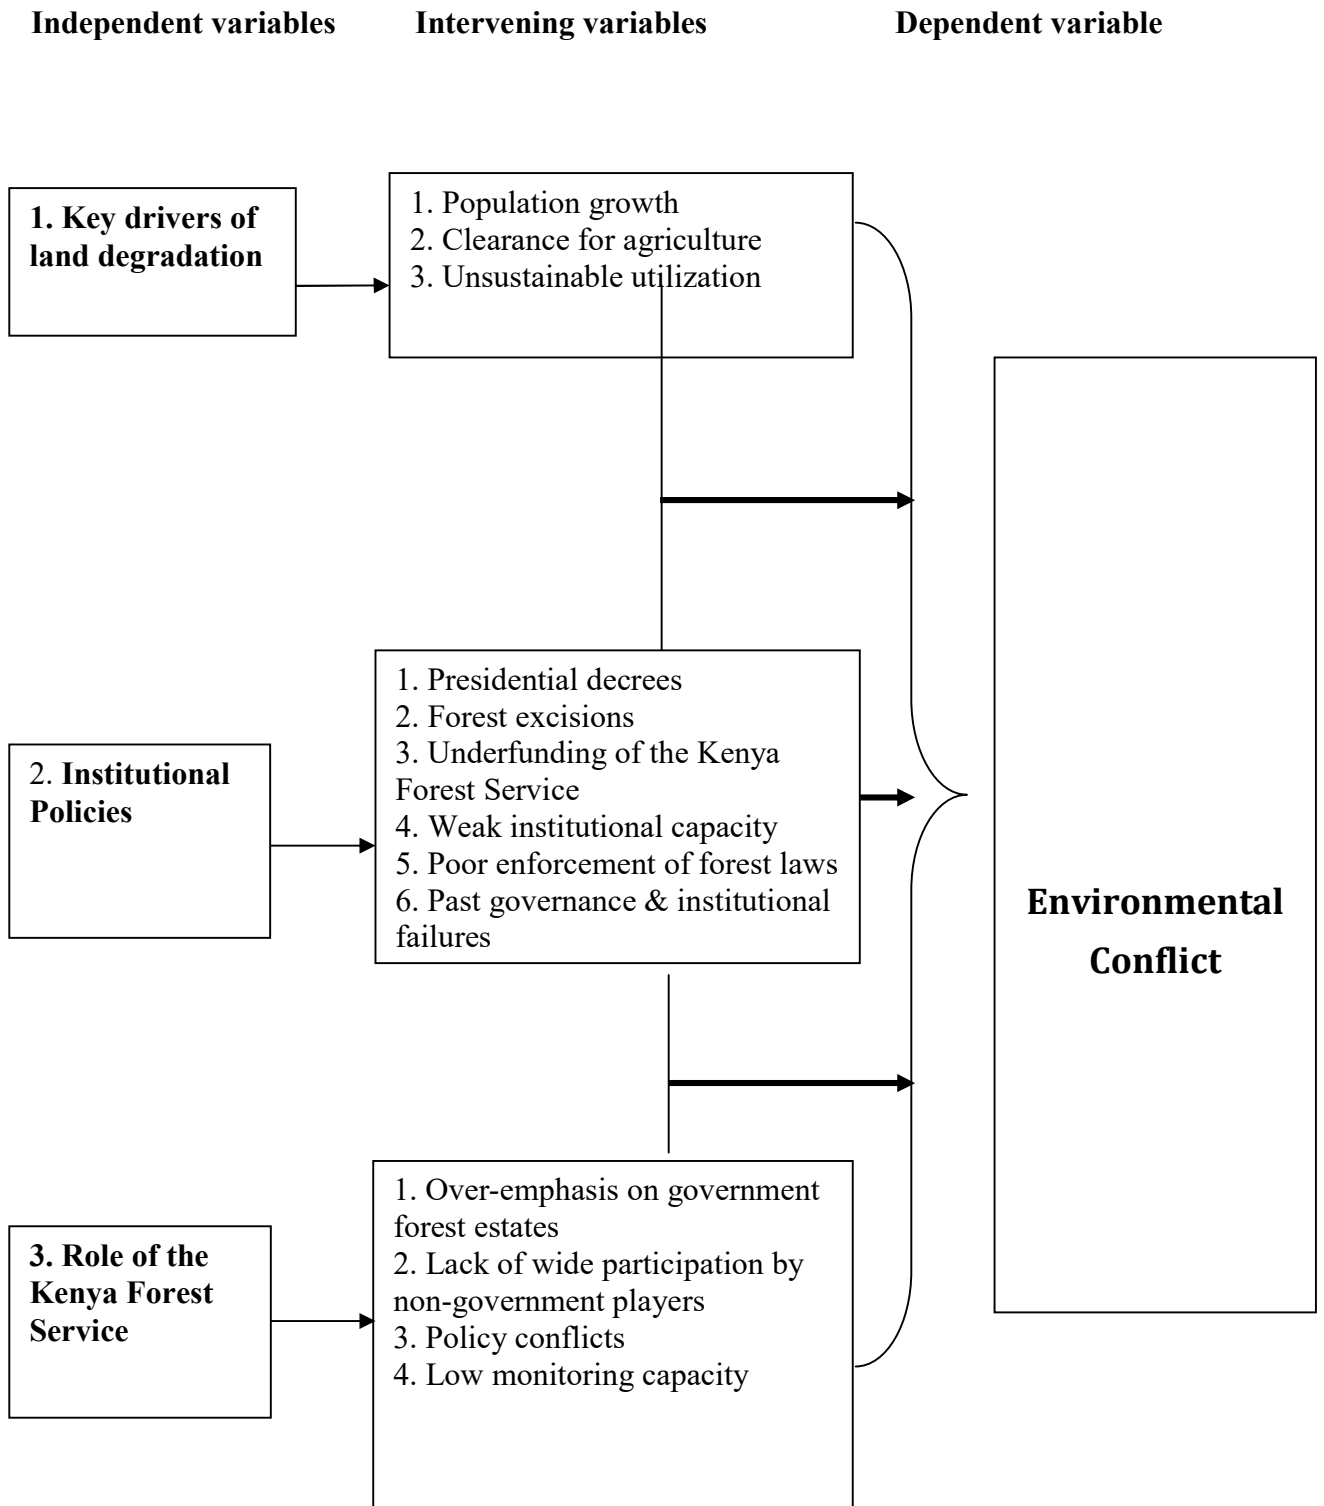 Independent variables
Intervening variables
Dependent variable
1. Key drivers of
land degradation
1. Population growth
2. Clearance for agriculture
3. Unsustainable utilization
2. Institutional
Policies
1. Presidential decrees
2. Forest excisions
3. Underfunding of the Kenya
Forest Service
4. Weak institutional capacity
5. Poor enforcement of forest laws
6. Past governance & institutional
failures
Environmental
Conflict
3. Role of the
Kenya Forest
Service
1. Over-emphasis on government
forest estates
2. Lack of wide participation by
non-government players
3. Policy conflicts
4. Low monitoring capacity